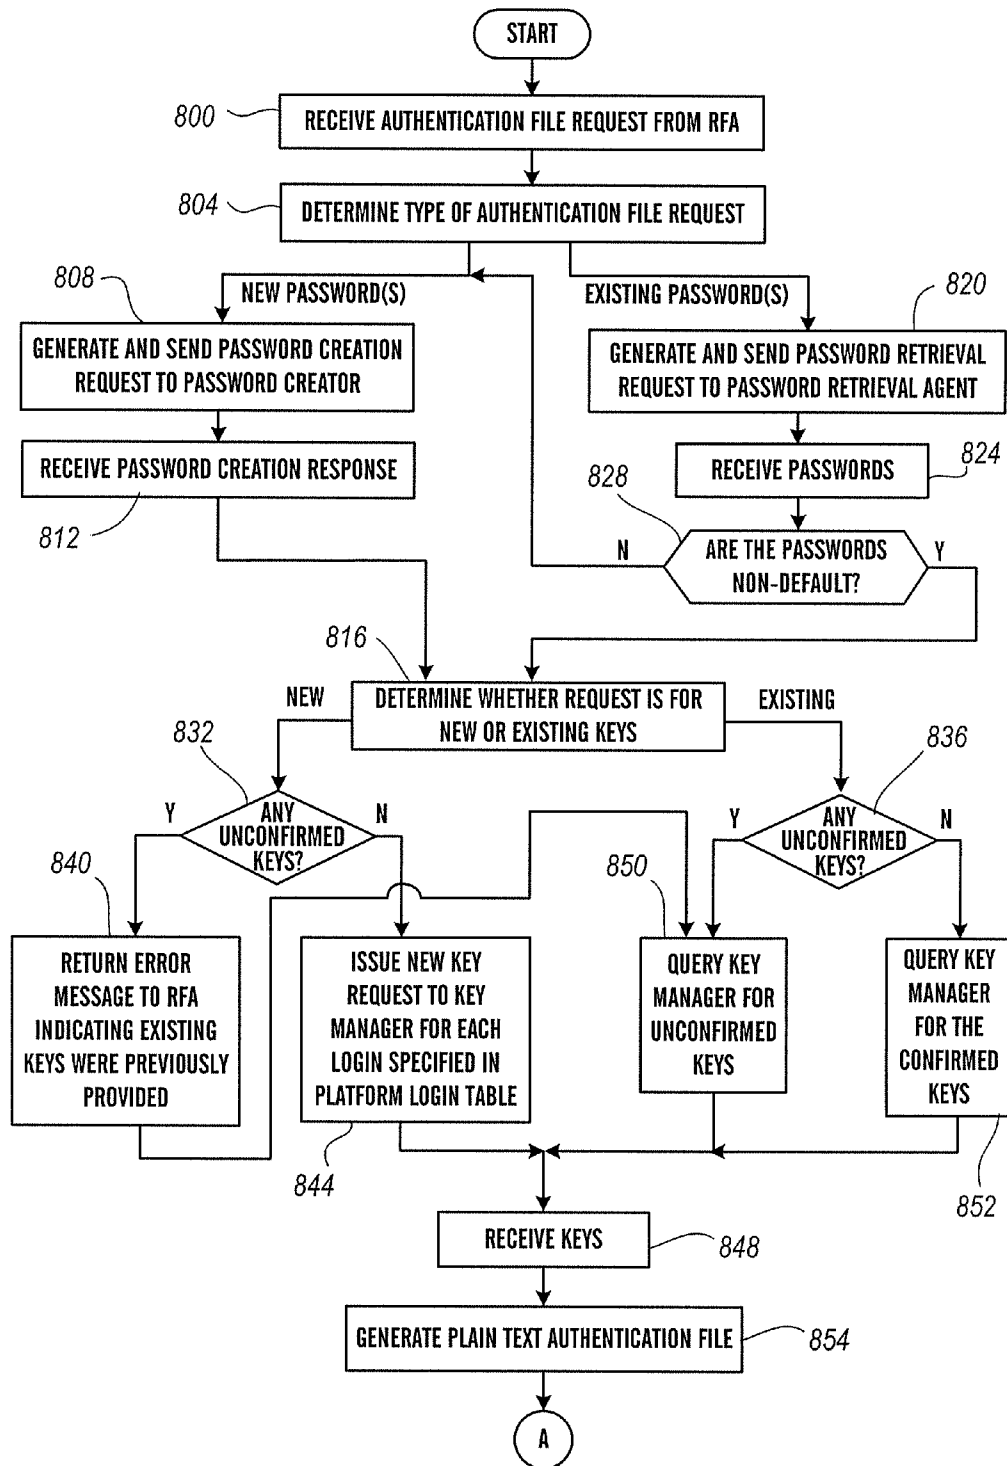 START
800
RECEIVE AUTHENTICATION FILE REQUEST FROM RFA
804
DETERMINE TYPE OF AUTHENTICATION FILE REQUEST
808
NEW PASSWORD(S)
EXISTING PASSWORD(S)
820
GENERATE AND SEND PASSWORD CREATION
REQUEST TO PASSWORD CREATOR
GENERATE AND SEND PASSWORD RETRIEVAL
REQUEST TO PASSWORD RETRIEVAL AGENT
RECEIVE PASSWORD CREATION RESPONSE
812
RECEIVE PASSWORDS
824
828
N
ARE THE PASSWORDS
NON-DEFAULT?
Y
816
NEW
DETERMINE WHETHER REQUEST IS FOR
NEW OR EXISTING KEYS
EXISTING
832
Y
ANY
UNCONFIRMED
KEYS?
N
836
Y
ANY
UNCONFIRMED
KEYS?
N
840
RETURN ERROR
MESSAGE TO RFA
INDICATING EXISTING
KEYS WERE PREVIOUSLY
PROVIDED
ISSUE NEW KEY
REQUEST TO KEY
MANAGER FOR EACH
LOGIN SPECIFIED IN
PLATFORM LOGIN TABLE
844
850
QUERY KEY
MANAGER FOR
UNCONFIRMED
KEYS
QUERY KEY
MANAGER
FOR THE
CONFIRMED
KEYS
852
RECEIVE KEYS
848
GENERATE PLAIN TEXT AUTHENTICATION FILE
854
A